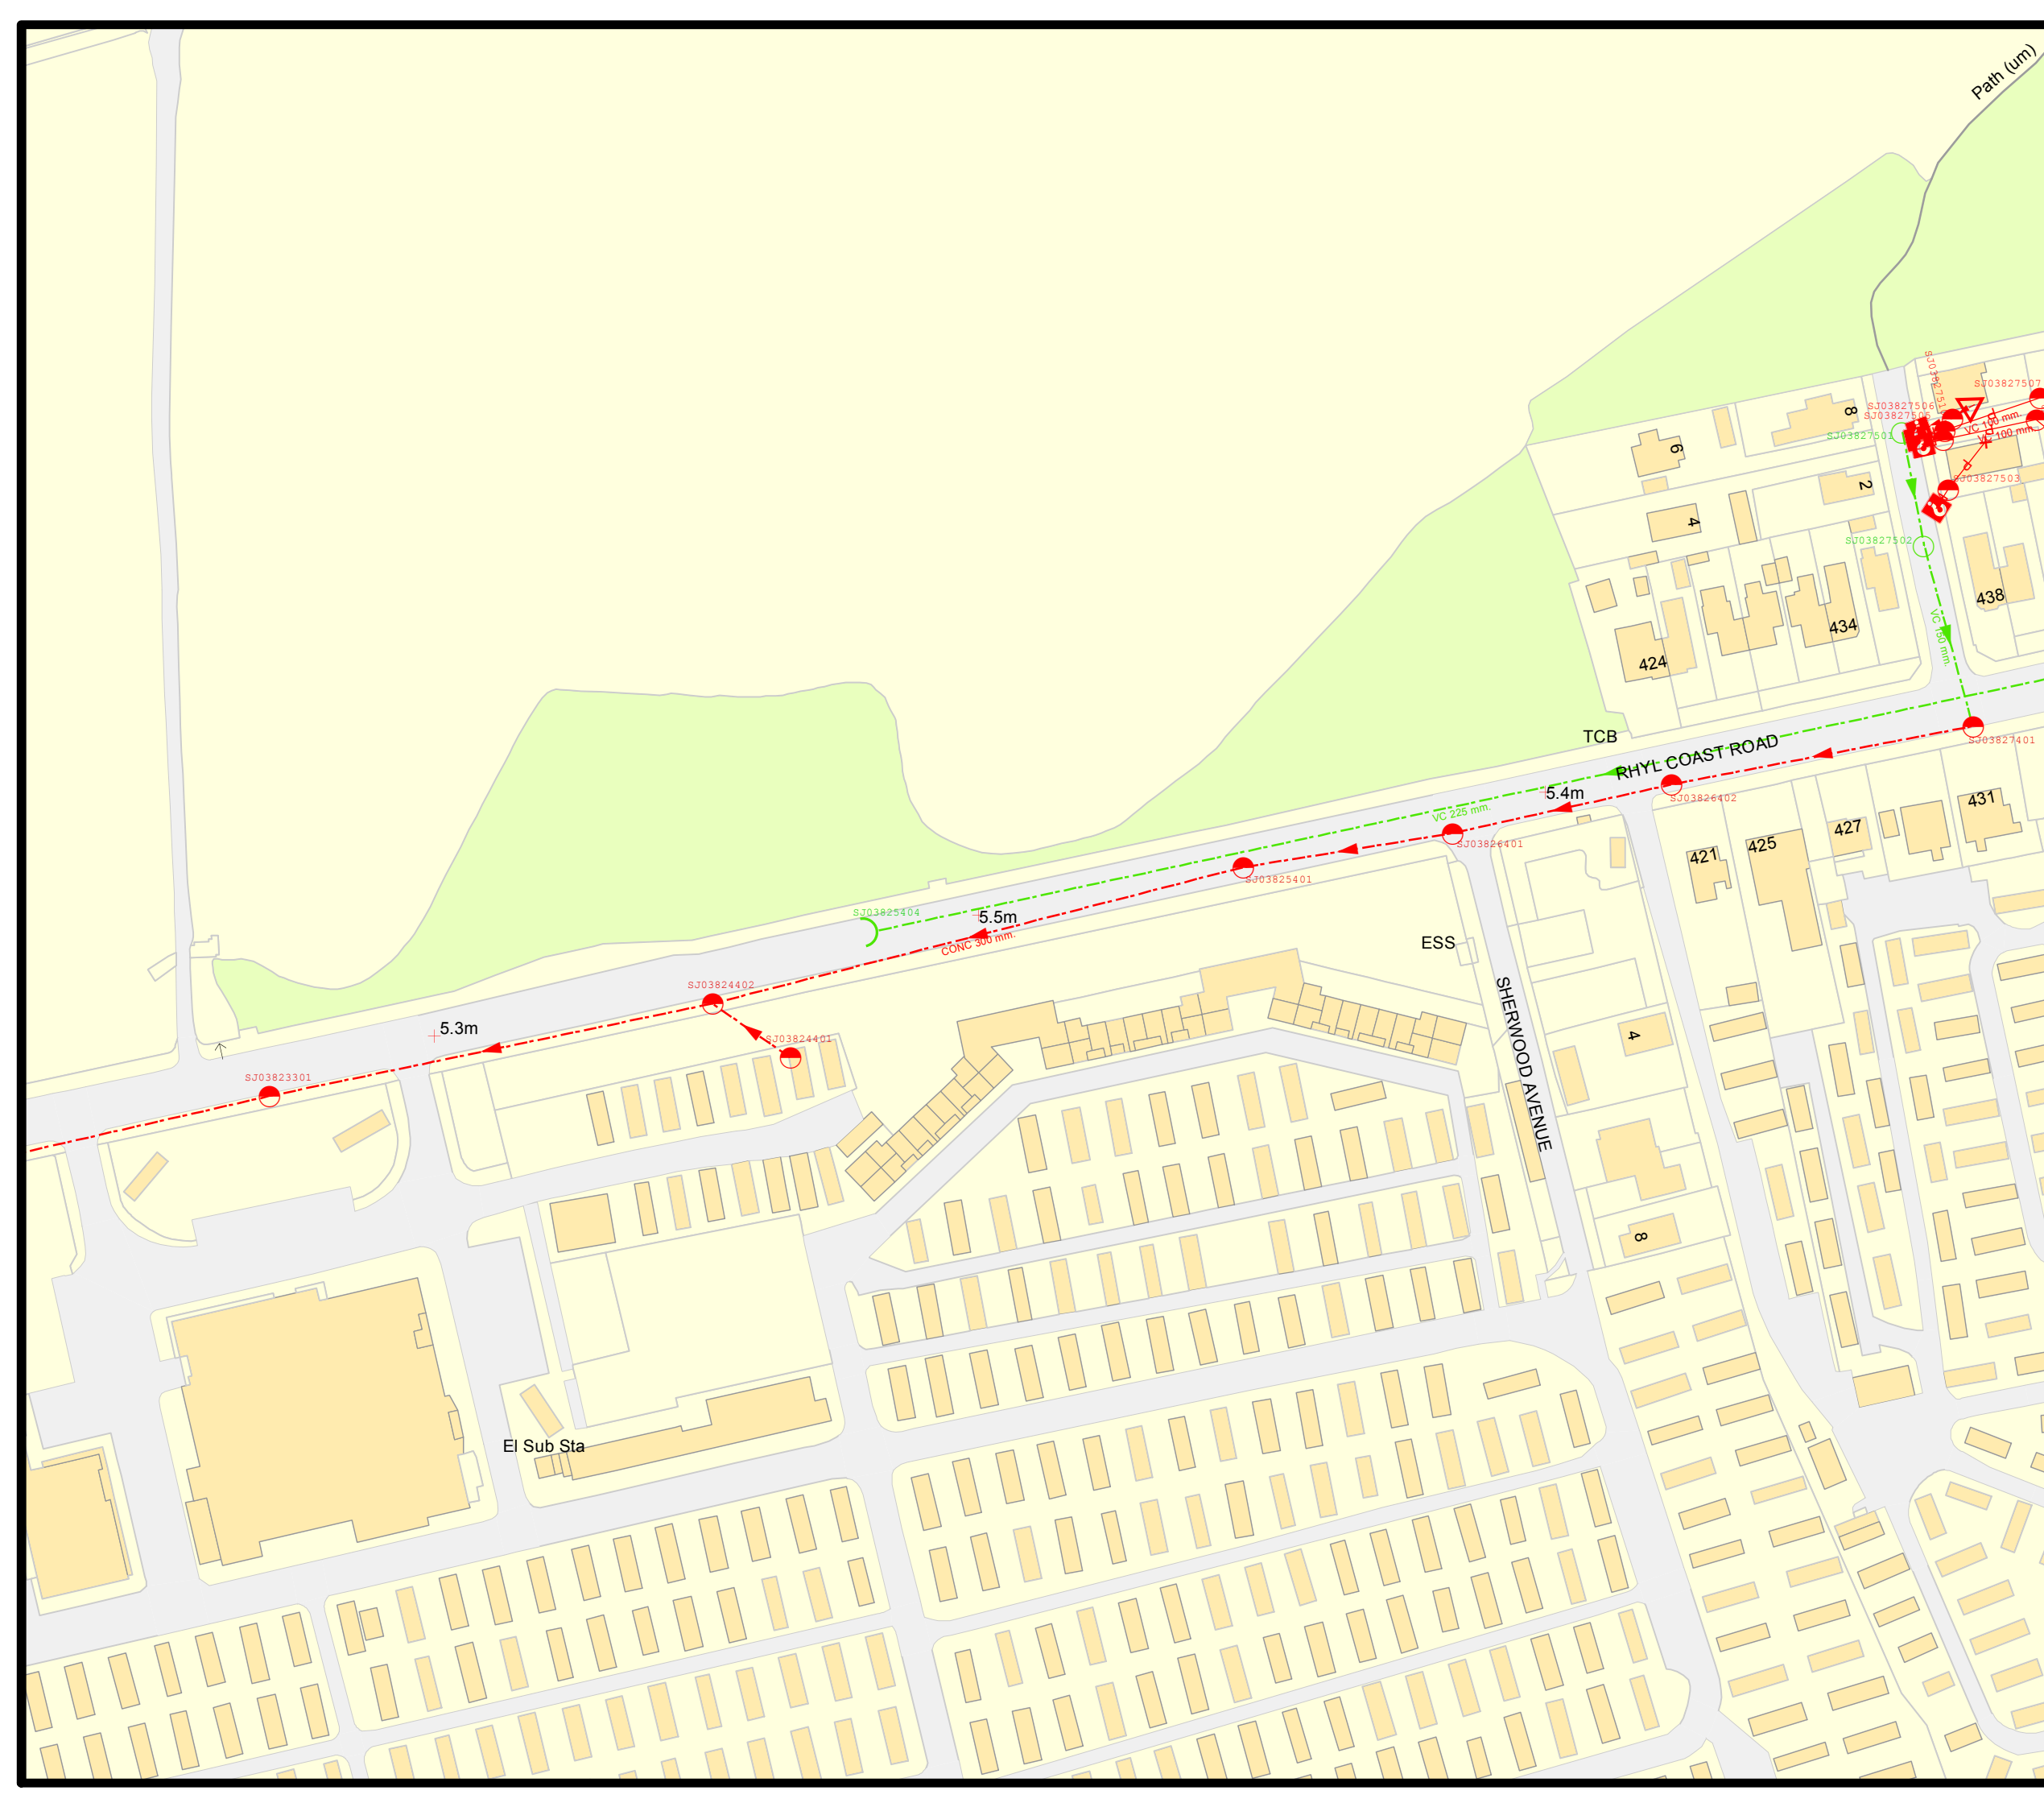 Path (um)
SJ03827507
SJ03827506
SJ03827505
SJ03827501
VC 100 mm.
VC 100 mm.
8
6
2
4
SJ03827503
SJ03827502
438
434
424
VC 150 mm.
TCB
RHYL COAST ROAD
SJ03827401
5.4m
SJ03826402
VC 225 mm.
431
427
425
421
SJ03826401
SJ03825401
SJ03825404
5.5m
CONC 300 mm.
ESS
SHERWOOD AVENUE
SJ03824402
5.3m
SJ03824401
4
SJ03823301
8
El Sub Sta